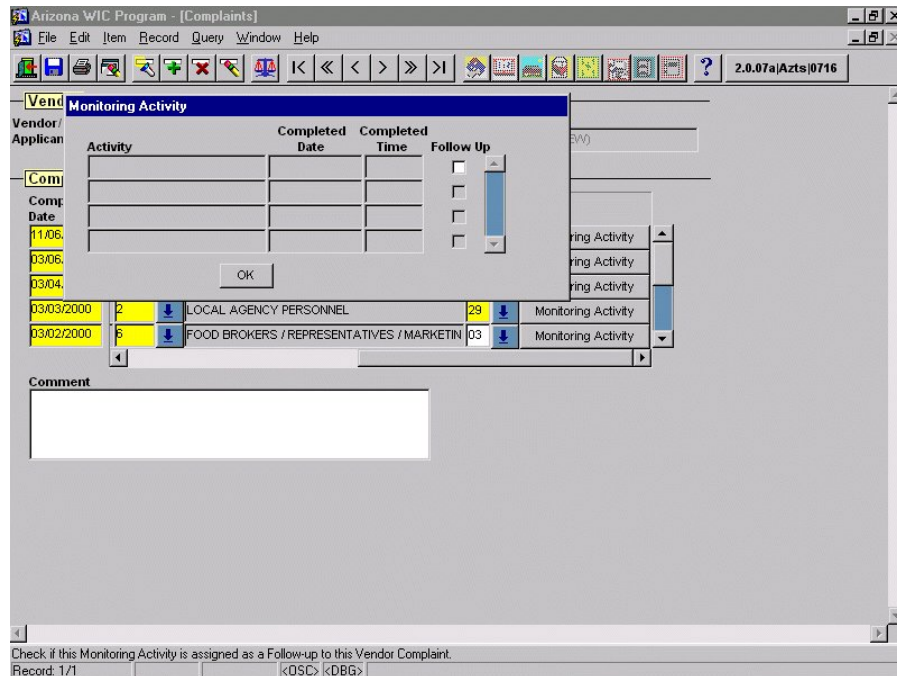 Arizona WIC Program - [Complaints]
File Edit Item Record Query Window Help
? 2.0.07a|Azts|0716
Vend
Monitoring Activity
Vendor/
Applican
Completed Completed
Activity Date Time Follow Up
Comp
Date
11/06.
ring Activity
03/06.
ring Activity
OK
03/04.
ring Activity
03/03/2000 2 LOCAL AGENCY PERSONNEL 29 Monitoring Activity
03/02/2000 6 FOOD BROKERS / REPRESENTATIVES / MARKETIN 03 Monitoring Activity
Comment
Check if this Monitoring Activity is assigned as a Follow-up to this Vendor Complaint.
Record: 1/1 <OSC> <DBG>